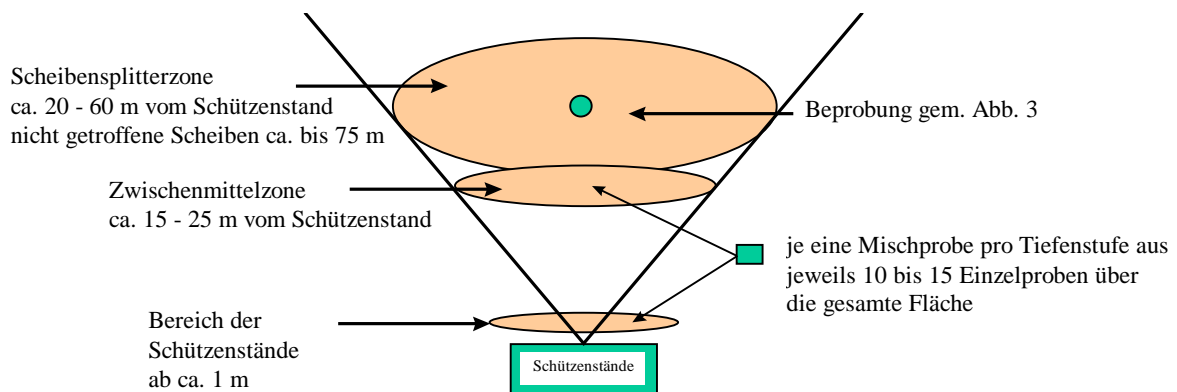 Scheibensplitterzone
ca. 20 - 60 m vom Schützenstand
nicht getroffene Scheiben ca. bis 75 m
Beprobung gem. Abb. 3
Zwischenmittelzone
ca. 15 - 25 m vom Schützenstand
je eine Mischprobe pro Tiefenstufe aus
jeweils 10 bis 15 Einzelproben über
die gesamte Fläche
Bereich der
Schützenstände
ab ca. 1 m
Schützenstände